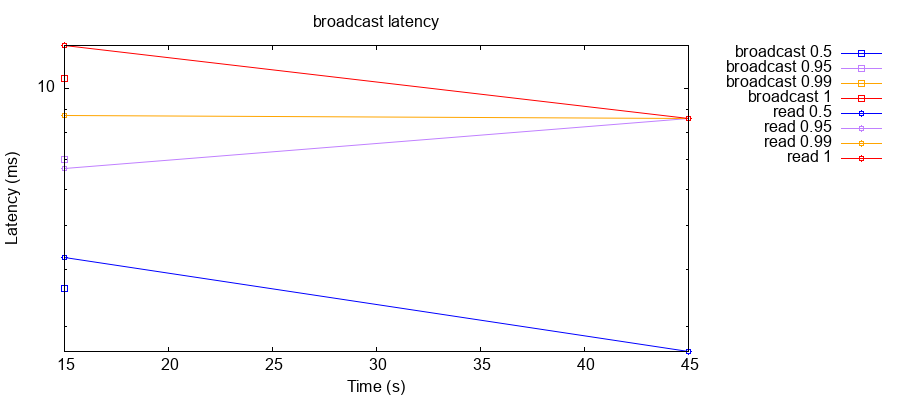 broadcast latency
broadcast 0.5
broadcast 0.95
broadcast 0.99
broadcast 1
read 0.5
read 0.95
read 0.99
read 1
10
Latency (ms)
15 20 25 30 35 40 45
Time (s)